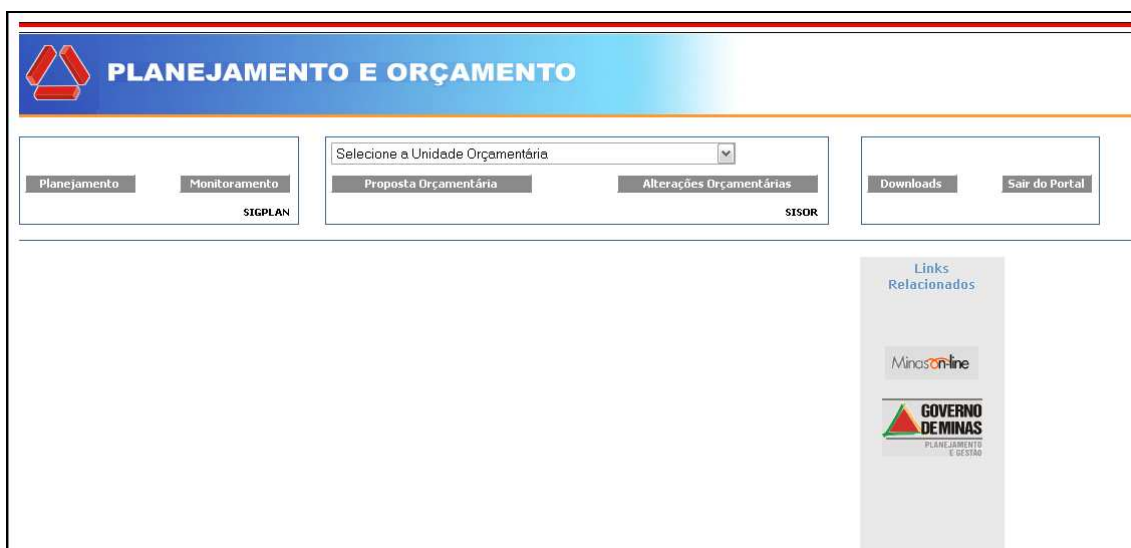 PLANEJAMENTO E ORÇAMENTO
Selecione a Unidade Orçamentária
Planejamento
Monitoramento
SIGPLAN
Proposta Orçamentária
Alterações Orçamentárias
SISOR
Downloads
Sair do Portal
Links
Relacionados
Minas on-line
GOVERNO
DE MINAS
PLANEJAMENTO
E GESTÃO